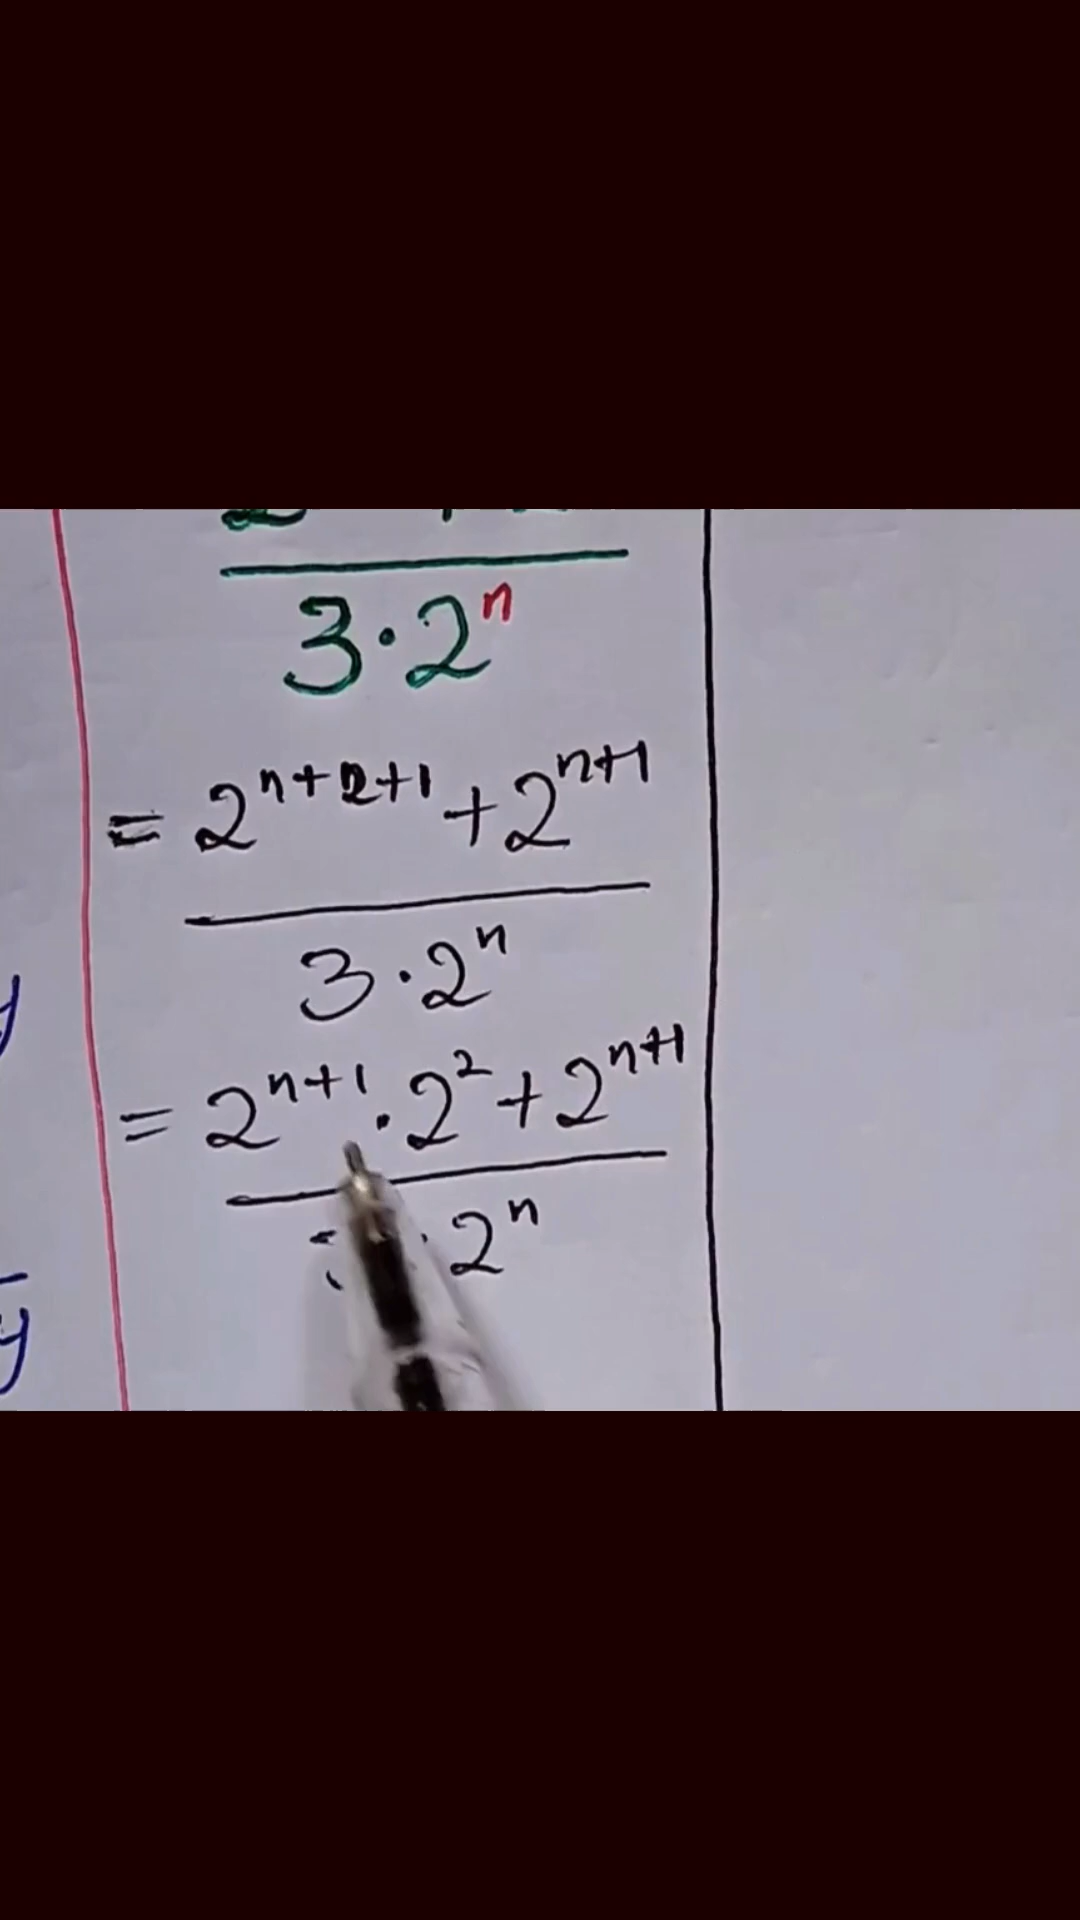 3·2ⁿ
= 2ⁿ⁺²⁺¹ + 2ⁿ⁺¹
3·2ⁿ
= 2ⁿ⁺¹·2² + 2ⁿ⁺¹
·2ⁿ
y
y